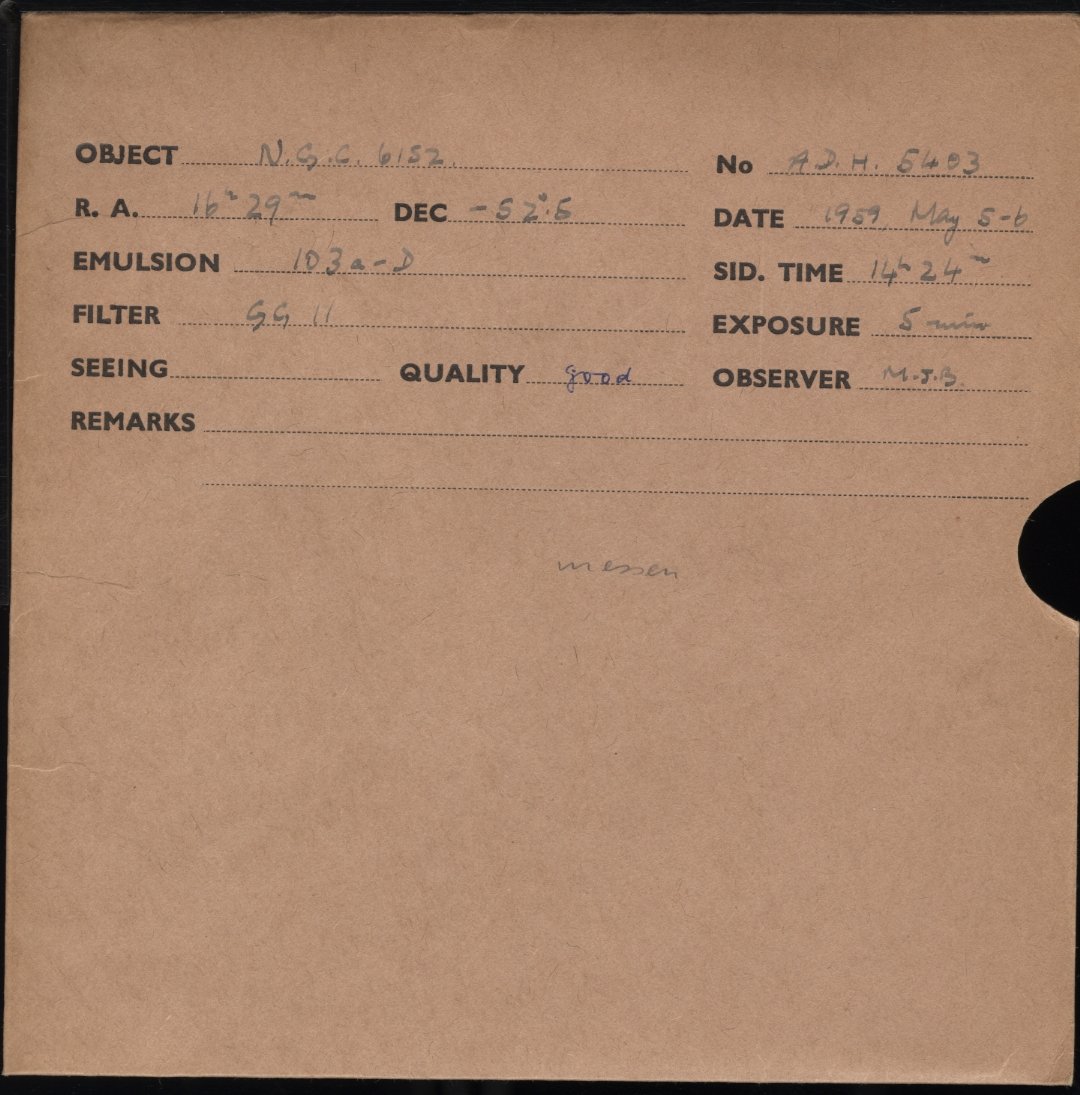 OBJECT N.G.C. 6152. No A.D.H. 5403
R. A. 16h 29m DEC -52°.5 DATE 1959, May 5-6
EMULSION 103a-D SID. TIME 14h 24m
FILTER GG 11 EXPOSURE 5 min
SEEING QUALITY good OBSERVER M.J.B.
REMARKS
messen